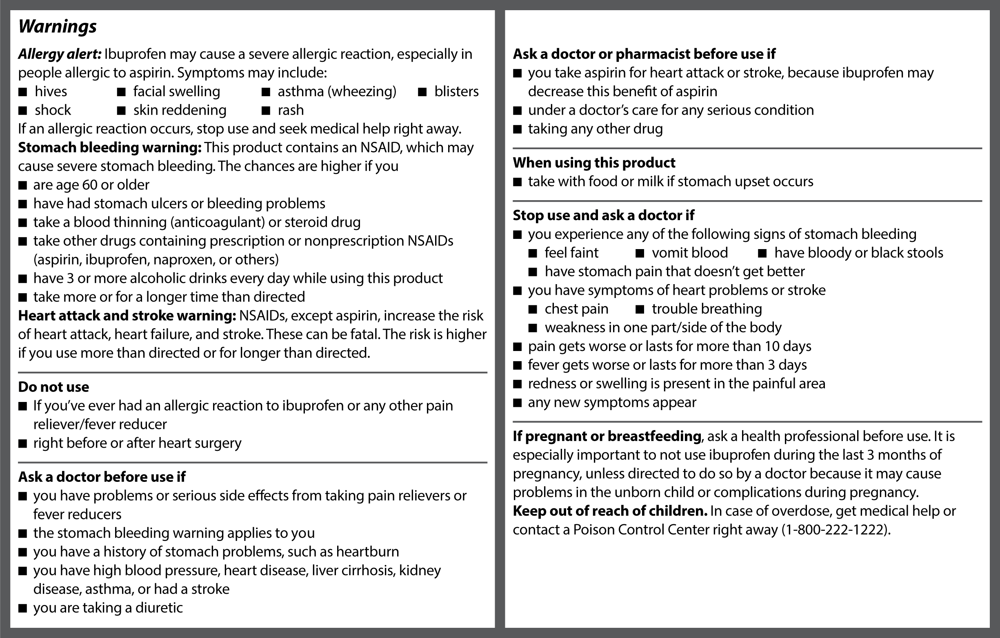 Warnings
Allergy alert: Ibuprofen may cause a severe allergic reaction, especially in
people allergic to aspirin. Symptoms may include:
■ hives ■ facial swelling ■ asthma (wheezing) ■ blisters
■ shock ■ skin reddening ■ rash
If an allergic reaction occurs, stop use and seek medical help right away.
Stomach bleeding warning: This product contains an NSAID, which may
cause severe stomach bleeding. The chances are higher if you
■ are age 60 or older
■ have had stomach ulcers or bleeding problems
■ take a blood thinning (anticoagulant) or steroid drug
■ take other drugs containing prescription or nonprescription NSAIDs
(aspirin, ibuprofen, naproxen, or others)
■ have 3 or more alcoholic drinks every day while using this product
■ take more or for a longer time than directed
Heart attack and stroke warning: NSAIDs, except aspirin, increase the risk
of heart attack, heart failure, and stroke. These can be fatal. The risk is higher
if you use more than directed or for longer than directed.
Do not use
■ If you’ve ever had an allergic reaction to ibuprofen or any other pain
reliever/fever reducer
■ right before or after heart surgery
Ask a doctor before use if
■ you have problems or serious side effects from taking pain relievers or
fever reducers
■ the stomach bleeding warning applies to you
■ you have a history of stomach problems, such as heartburn
■ you have high blood pressure, heart disease, liver cirrhosis, kidney
disease, asthma, or had a stroke
■ you are taking a diuretic
Ask a doctor or pharmacist before use if
■ you take aspirin for heart attack or stroke, because ibuprofen may
decrease this benefit of aspirin
■ under a doctor’s care for any serious condition
■ taking any other drug
When using this product
■ take with food or milk if stomach upset occurs
Stop use and ask a doctor if
■ you experience any of the following signs of stomach bleeding
■ feel faint ■ vomit blood ■ have bloody or black stools
■ have stomach pain that doesn’t get better
■ you have symptoms of heart problems or stroke
■ chest pain ■ trouble breathing
■ weakness in one part/side of the body
■ pain gets worse or lasts for more than 10 days
■ fever gets worse or lasts for more than 3 days
■ redness or swelling is present in the painful area
■ any new symptoms appear
If pregnant or breastfeeding, ask a health professional before use. It is
especially important to not use ibuprofen during the last 3 months of
pregnancy, unless directed to do so by a doctor because it may cause
problems in the unborn child or complications during pregnancy.
Keep out of reach of children. In case of overdose, get medical help or
contact a Poison Control Center right away (1-800-222-1222).